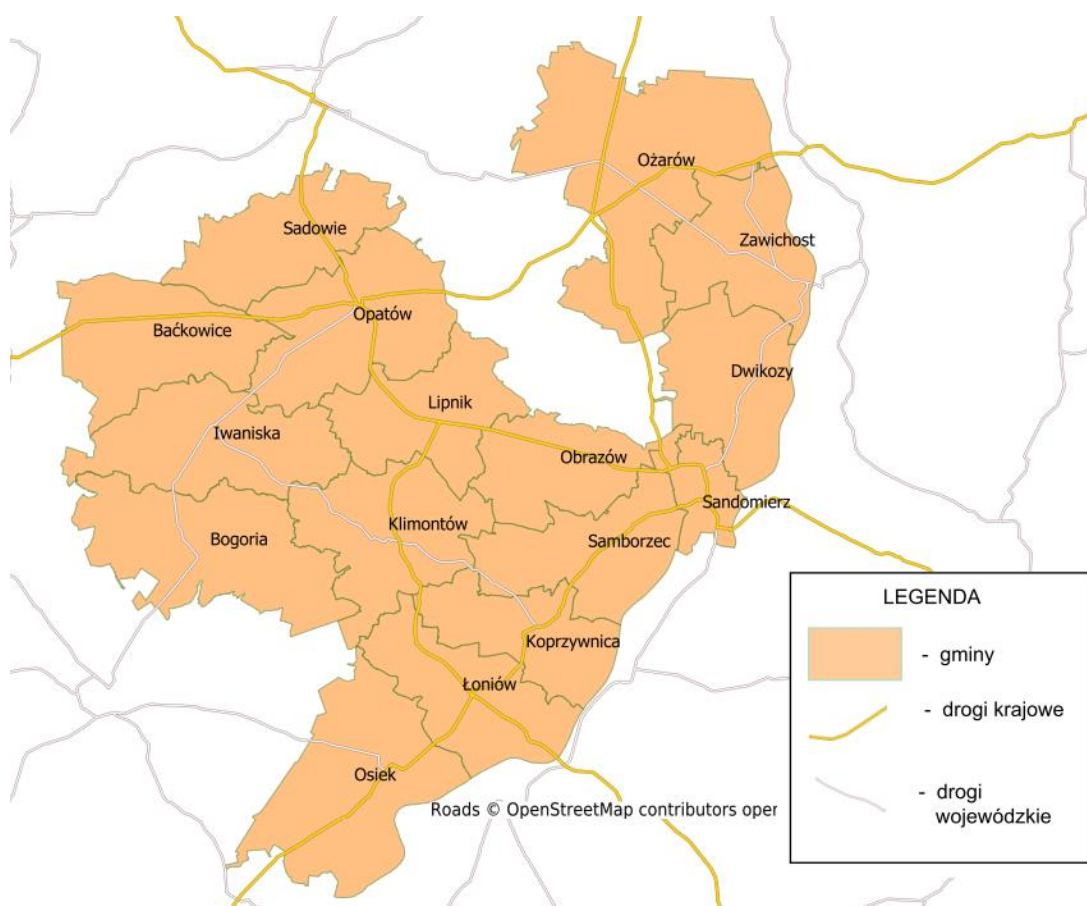 Ożarów
Sadowie
Zawichost
Opatów
Baćkowice
Dwikozy
Lipnik
Iwaniska
Obrazów
Sandomierz
Klimontów
Bogoria
Samborzec
Koprzywnica
Łoniów
Osiek
Roads © OpenStreetMap contributors oper
LEGENDA
- gminy
- drogi krajowe
- drogi
wojewódzkie